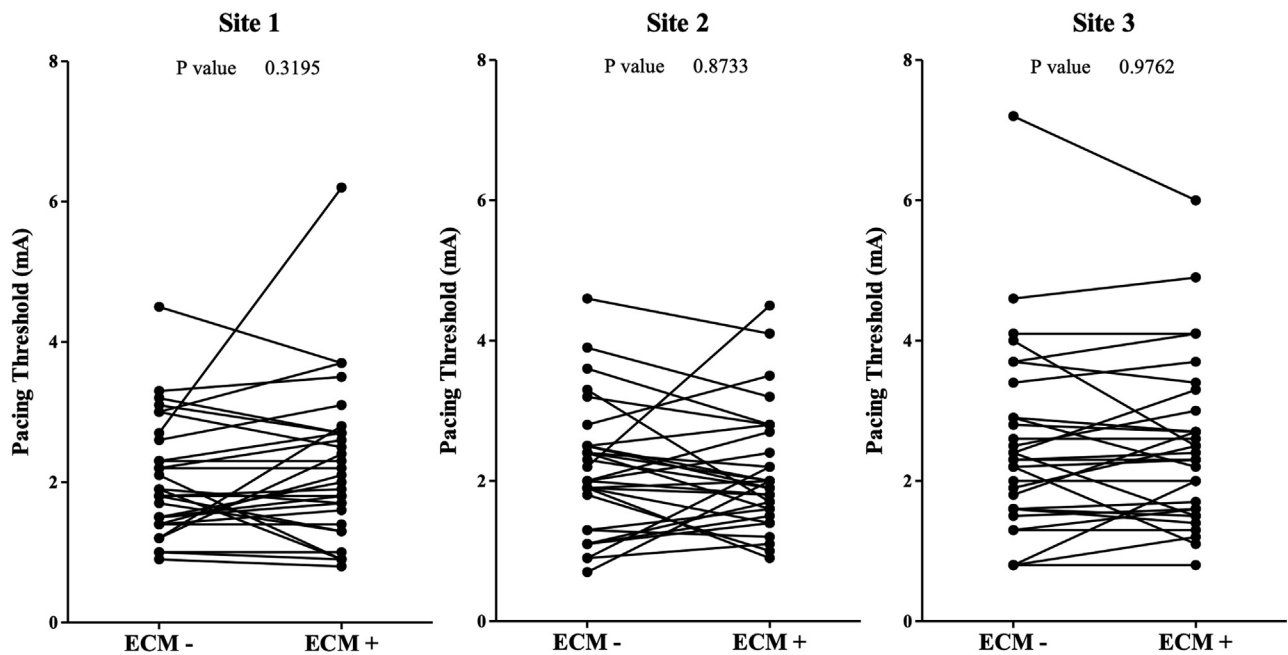 Site 1
P value 0.3195
8
6
4
2
0
Pacing Threshold (mA)
ECM -
ECM +
Site 2
P value 0.8733
8
6
4
2
0
Pacing Threshold (mA)
ECM -
ECM +
Site 3
P value 0.9762
8
6
4
2
0
Pacing Threshold (mA)
ECM -
ECM +